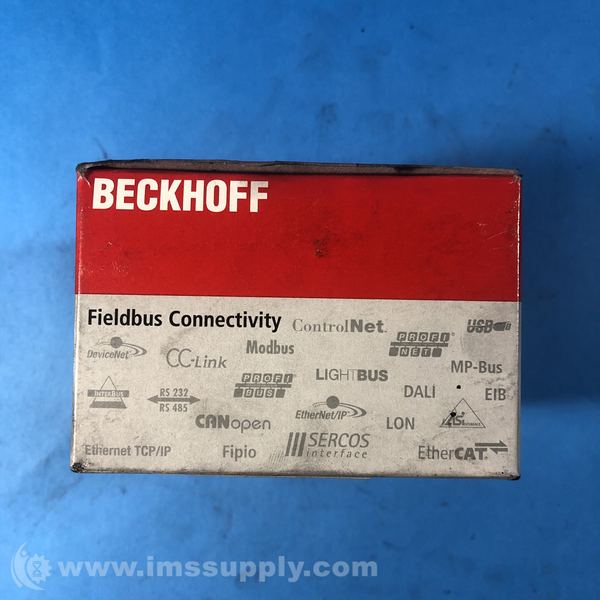 BECKHOFF
Fieldbus Connectivity
ControlNet.
PROFI NET®
USB
DeviceNet
CC-Link
Modbus
MP-Bus
INTERBUS
RS 232
RS 485
PROFI BUS®
LIGHTBUS
DALI
EIB
CANopen
EtherNet/IP
LON
Ethernet TCP/IP
Fipio
SERCOS
interface
EtherCAT
www.imssupply.com